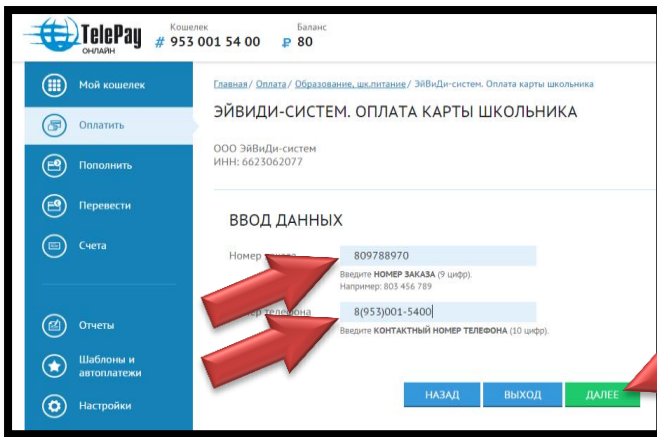 TelePay
ОНЛАЙН
Кошелек
# 953 001 54 00
Баланс
₽ 80
Мой кошелек
Оплатить
Пополнить
Перевести
Счета
Отчеты
Шаблоны и
автоплатежи
Настройки
Главная / Оплата / Образование, шк.питание / ЭйВиДи-систем. Оплата карты школьника
ЭЙВИДИ-СИСТЕМ. ОПЛАТА КАРТЫ ШКОЛЬНИКА
ООО ЭйВиДи-систем
ИНН: 6623062077
ВВОД ДАННЫХ
Номер 809788970
Введите НОМЕР ЗАКАЗА (9 цифр).
Например: 803 456 789
телефона 8(953)001-5400
Введите КОНТАКТНЫЙ НОМЕР ТЕЛЕФОНА (10 цифр).
НАЗАД ВЫХОД ДАЛЕЕ